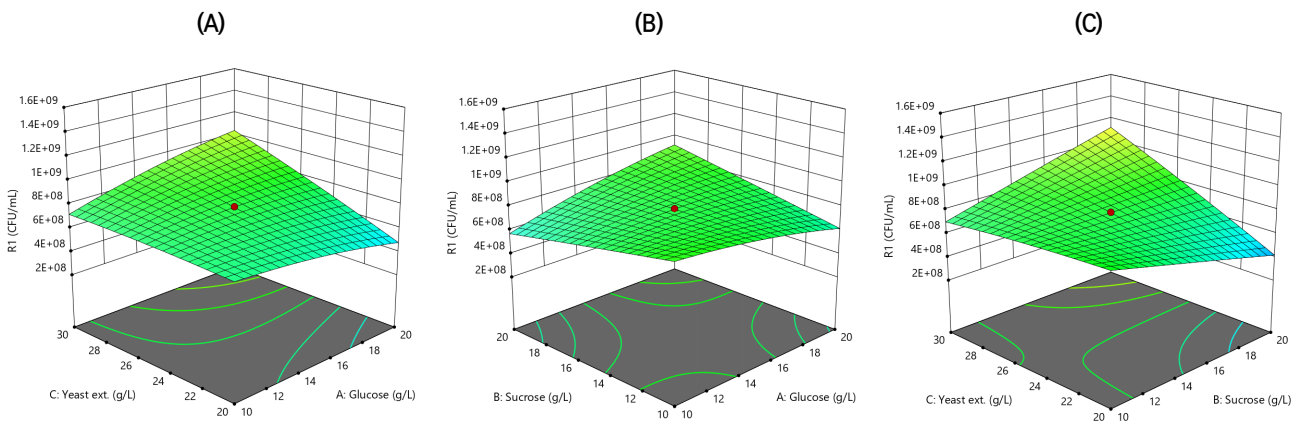 (A)
1.6E+09
1.4E+09
1.2E+09
1E+09
8E+08
6E+08
4E+08
2E+08
R1 (CFU/mL)
30
28
26
24
22
20
10
12
14
16
18
20
C: Yeast ext. (g/L)
A: Glucose (g/L)
(B)
1.6E+09
1.4E+09
1.2E+09
1E+09
8E+08
6E+08
4E+08
2E+08
R1 (CFU/mL)
20
18
16
14
12
10
10
12
14
16
18
20
B: Sucrose (g/L)
A: Glucose (g/L)
(C)
1.6E+09
1.4E+09
1.2E+09
1E+09
8E+08
6E+08
4E+08
2E+08
R1 (CFU/mL)
30
28
26
24
22
20
10
12
14
16
18
20
C: Yeast ext. (g/L)
B: Sucrose (g/L)